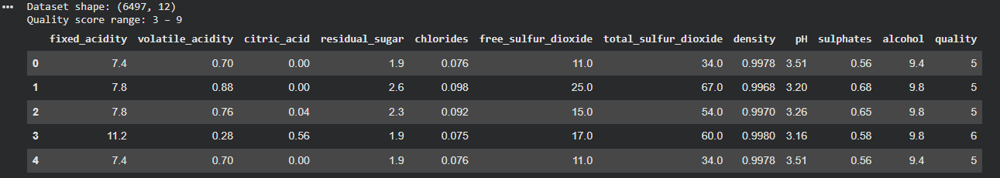 Dataset shape: (6497, 12)
Quality score range: 3 – 9
fixed_acidity volatile_acidity citric_acid residual_sugar chlorides free_sulfur_dioxide total_sulfur_dioxide density pH sulphates alcohol quality
0 7.4 0.70 0.00 1.9 0.076 11.0 34.0 0.9978 3.51 0.56 9.4 5
1 7.8 0.88 0.00 2.6 0.098 25.0 67.0 0.9968 3.20 0.68 9.8 5
2 7.8 0.76 0.04 2.3 0.092 15.0 54.0 0.9970 3.26 0.65 9.8 5
3 11.2 0.28 0.56 1.9 0.075 17.0 60.0 0.9980 3.16 0.58 9.8 6
4 7.4 0.70 0.00 1.9 0.076 11.0 34.0 0.9978 3.51 0.56 9.4 5